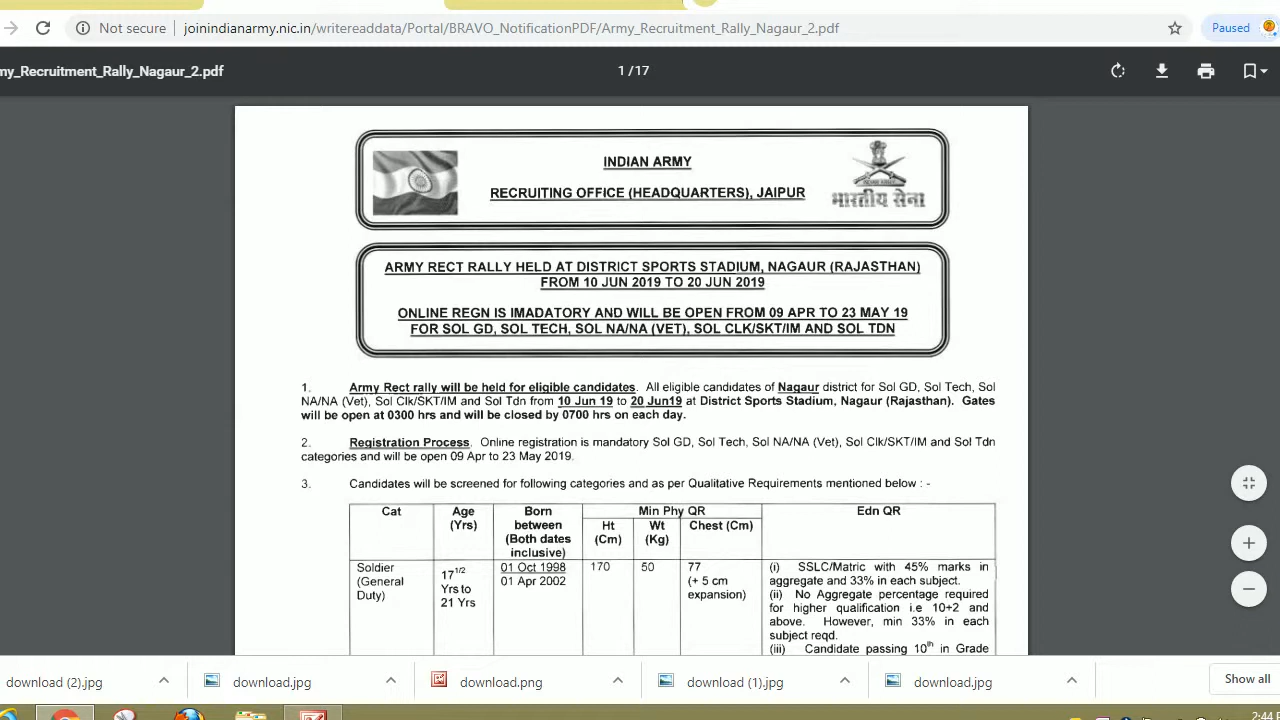 Not secure | joinindianarmy.nic.in/writereaddata/Portal/BRAVO_NotificationPDF/Army_Recruitment_Rally_Nagaur_2.pdf
Paused
my_Recruitment_Rally_Nagaur_2.pdf
1 / 17
INDIAN ARMY
RECRUITING OFFICE (HEADQUARTERS), JAIPUR
भारतीय सेना
ARMY RECT RALLY HELD AT DISTRICT SPORTS STADIUM, NAGAUR (RAJASTHAN)
FROM 10 JUN 2019 TO 20 JUN 2019
ONLINE REGN IS IMADATORY AND WILL BE OPEN FROM 09 APR TO 23 MAY 19
FOR SOL GD, SOL TECH, SOL NA/NA (VET), SOL CLK/SKT/IM AND SOL TDN
1. Army Rect rally will be held for eligible candidates. All eligible candidates of Nagaur district for Sol GD, Sol Tech, Sol
NA/NA (Vet), Sol Clk/SKT/IM and Sol Tdn from 10 Jun 19 to 20 Jun19 at District Sports Stadium, Nagaur (Rajasthan). Gates
will be open at 0300 hrs and will be closed by 0700 hrs on each day.
2. Registration Process. Online registration is mandatory Sol GD, Sol Tech, Sol NA/NA (Vet), Sol Clk/SKT/IM and Sol Tdn
categories and will be open 09 Apr to 23 May 2019.
3. Candidates will be screened for following categories and as per Qualitative Requirements mentioned below : -
Cat
Age
(Yrs)
Born
between
(Both dates
inclusive)
Min Phy QR
Ht
(Cm)
Wt
(Kg)
Chest (Cm)
Edn QR
Soldier
(General
Duty)
17 1/2
Yrs to
21 Yrs
01 Oct 1998
01 Apr 2002
170
50
77
(+ 5 cm
expansion)
(i) SSLC/Matric with 45% marks in
aggregate and 33% in each subject.
(ii) No Aggregate percentage required
for higher qualification i.e 10+2 and
above. However, min 33% in each
subject reqd.
(iii) Candidate passing 10th in Grade
download (2).jpg
download.jpg
download.png
download (1).jpg
download.jpg
Show all
2:44